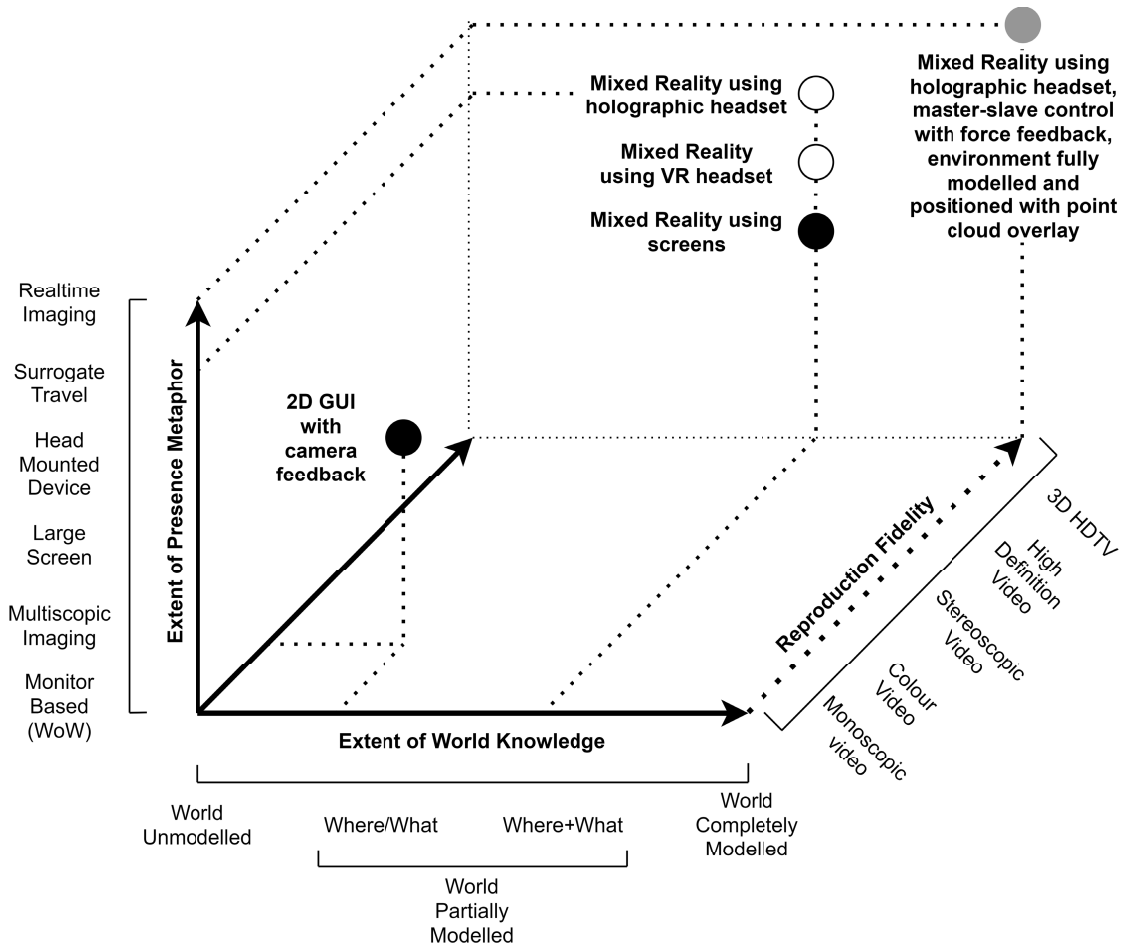 Mixed Reality using
holographic headset
Mixed Reality
using VR headset
Mixed Reality using
screens
Mixed Reality using
holographic headset,
master-slave control
with force feedback,
environment fully
modelled and
positioned with point
cloud overlay
Realtime
Imaging
Surrogate
Travel
Head
Mounted
Device
Large
Screen
Multiscopic
Imaging
Monitor
Based
(WoW)
Extent of Presence Metaphor
2D GUI
with
camera
feedback
Reproduction Fidelity
3D HDTV
High
Definition
Video
Stereoscopic
Video
Colour
Video
Monoscopic
video
Extent of World Knowledge
World
Unmodelled
Where/What
Where+What
World
Completely
Modelled
World
Partially
Modelled